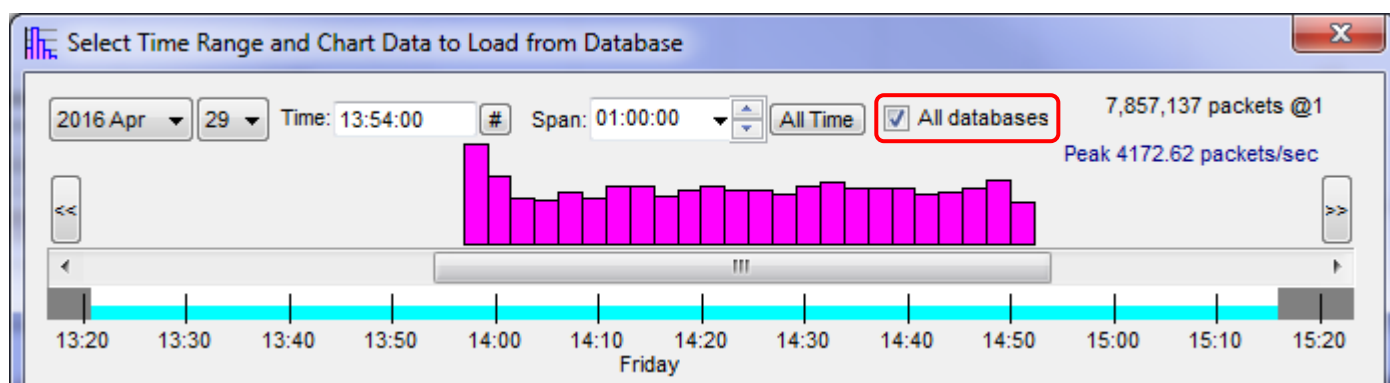 Select Time Range and Chart Data to Load from Database
X
2016 Apr 29 Time: 13:54:00 # Span: 01:00:00 All Time All databases 7,857,137 packets @1
Peak 4172.62 packets/sec
<< >>
13:20 13:30 13:40 13:50 14:00 14:10 14:20 14:30 14:40 14:50 15:00 15:10 15:20
Friday